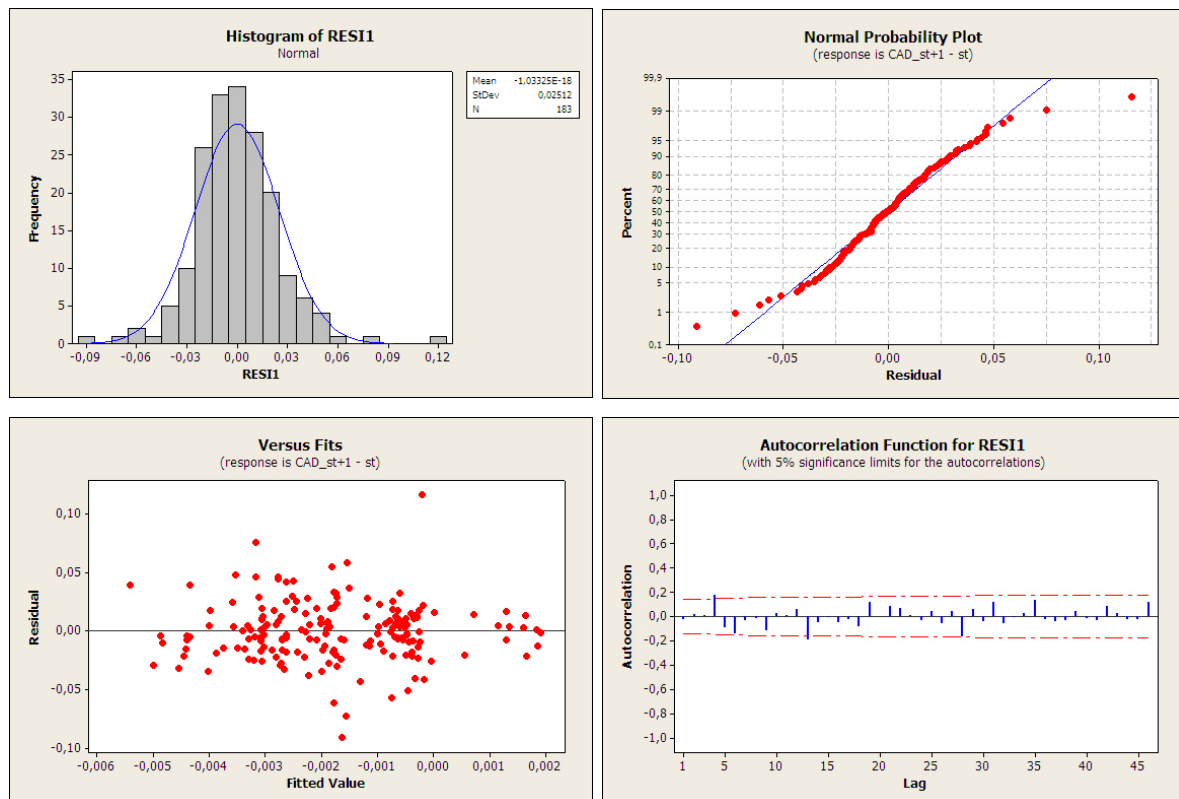 Histogram of RESI1
Normal
Mean -1,03325E-18
StDev 0,02512
N 183
35
30
25
20
15
10
5
0
Frequency
-0,09 -0,06 -0,03 0,00 0,03 0,06 0,09 0,12
RESI1
Normal Probability Plot
(response is CAD_st+1 - st)
99,9
99
95
90
80
70
60
50
40
30
20
10
5
1
0,1
Percent
-0,10 -0,05 0,00 0,05 0,10
Residual
Versus Fits
(response is CAD_st+1 - st)
0,10
0,05
0,00
-0,05
-0,10
Residual
-0,006 -0,005 -0,004 -0,003 -0,002 -0,001 0,000 0,001 0,002
Fitted Value
Autocorrelation Function for RESI1
(with 5% significance limits for the autocorrelations)
1,0
0,8
0,6
0,4
0,2
0,0
-0,2
-0,4
-0,6
-0,8
-1,0
Autocorrelation
1 5 10 15 20 25 30 35 40 45
Lag